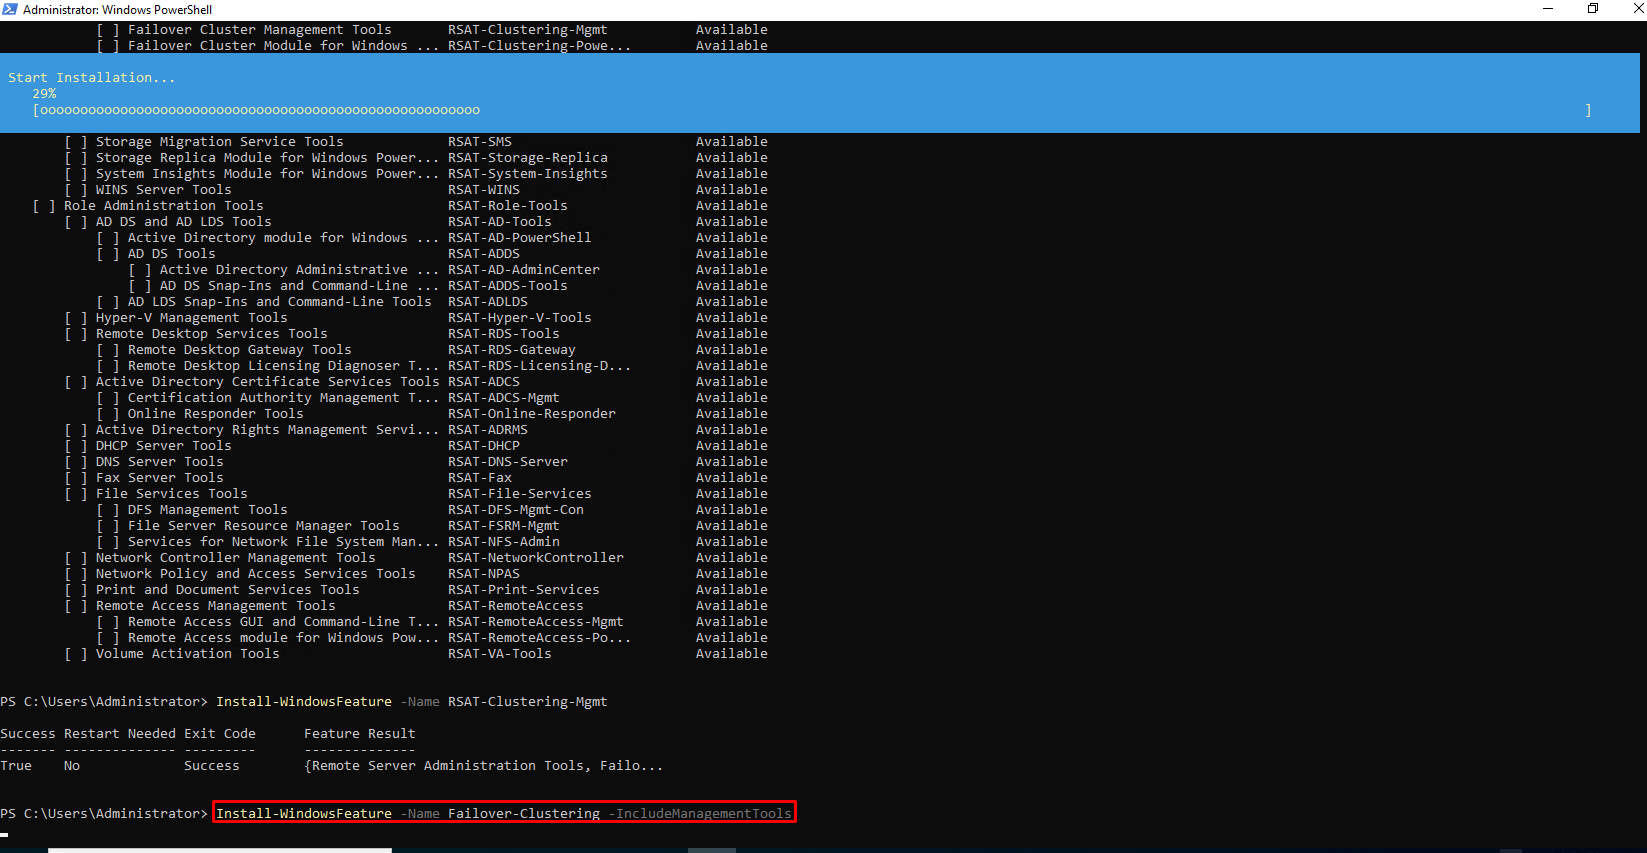 Administrator: Windows PowerShell
[ ] Failover Cluster Management Tools RSAT-Clustering-Mgmt Available
[ ] Failover Cluster Module for Windows ... RSAT-Clustering-Powe... Available
Start Installation...
29%
[ooooooooooooooooooooooooooooooooooooooooooooooooooooooo ]
[ ] Storage Migration Service Tools RSAT-SMS Available
[ ] Storage Replica Module for Windows Power... RSAT-Storage-Replica Available
[ ] System Insights Module for Windows Power... RSAT-System-Insights Available
[ ] WINS Server Tools RSAT-WINS Available
[ ] Role Administration Tools RSAT-Role-Tools Available
[ ] AD DS and AD LDS Tools RSAT-AD-Tools Available
[ ] Active Directory module for Windows ... RSAT-AD-PowerShell Available
[ ] AD DS Tools RSAT-ADDS Available
[ ] Active Directory Administrative ... RSAT-AD-AdminCenter Available
[ ] AD DS Snap-Ins and Command-Line ... RSAT-ADDS-Tools Available
[ ] AD LDS Snap-Ins and Command-Line Tools RSAT-ADLDS Available
[ ] Hyper-V Management Tools RSAT-Hyper-V-Tools Available
[ ] Remote Desktop Services Tools RSAT-RDS-Tools Available
[ ] Remote Desktop Gateway Tools RSAT-RDS-Gateway Available
[ ] Remote Desktop Licensing Diagnoser T... RSAT-RDS-Licensing-D... Available
[ ] Active Directory Certificate Services Tools RSAT-ADCS Available
[ ] Certification Authority Management T... RSAT-ADCS-Mgmt Available
[ ] Online Responder Tools RSAT-Online-Responder Available
[ ] Active Directory Rights Management Servi... RSAT-ADRMS Available
[ ] DHCP Server Tools RSAT-DHCP Available
[ ] DNS Server Tools RSAT-DNS-Server Available
[ ] Fax Server Tools RSAT-Fax Available
[ ] File Services Tools RSAT-File-Services Available
[ ] DFS Management Tools RSAT-DFS-Mgmt-Con Available
[ ] File Server Resource Manager Tools RSAT-FSRM-Mgmt Available
[ ] Services for Network File System Man... RSAT-NFS-Admin Available
[ ] Network Controller Management Tools RSAT-NetworkController Available
[ ] Network Policy and Access Services Tools RSAT-NPAS Available
[ ] Print and Document Services Tools RSAT-Print-Services Available
[ ] Remote Access Management Tools RSAT-RemoteAccess Available
[ ] Remote Access GUI and Command-Line T... RSAT-RemoteAccess-Mgmt Available
[ ] Remote Access module for Windows Pow... RSAT-RemoteAccess-Po... Available
[ ] Volume Activation Tools RSAT-VA-Tools Available
PS C:\Users\Administrator> Install-WindowsFeature -Name RSAT-Clustering-Mgmt
Success Restart Needed Exit Code Feature Result
------- -------------- --------- --------------
True No Success {Remote Server Administration Tools, Failo...
PS C:\Users\Administrator> Install-WindowsFeature -Name Failover-Clustering -IncludeManagementTools